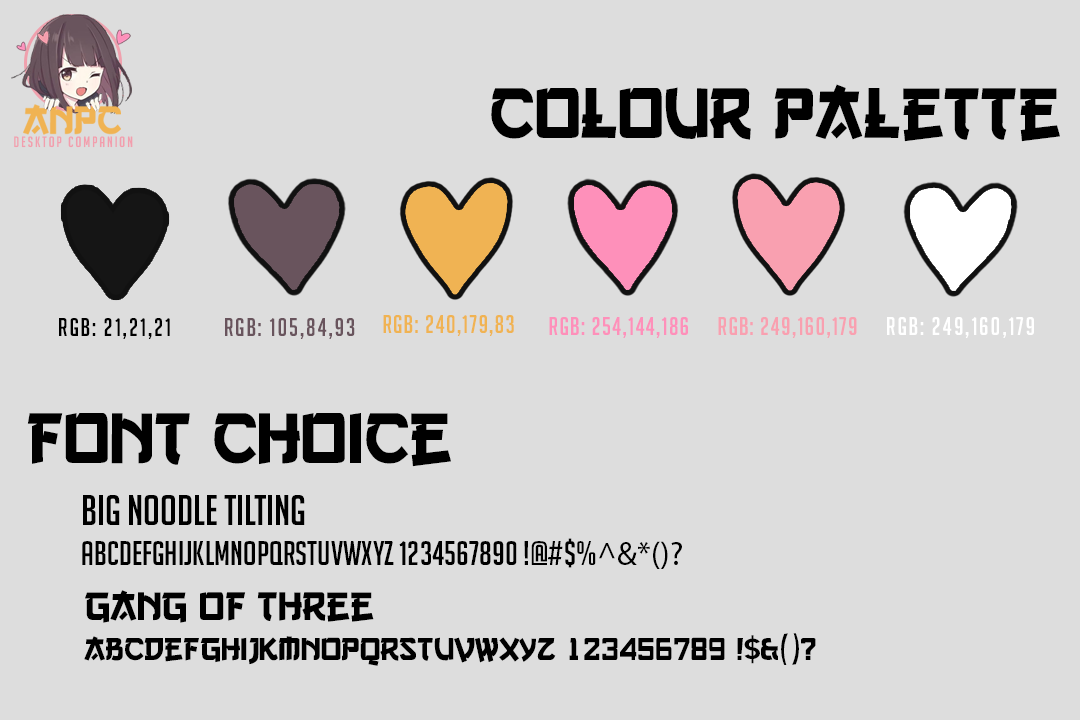 ANPC
DESKTOP COMPANION
COLOUR PALETTE
RGB: 21,21,21
RGB: 105,84,93
RGB: 240,179,83
RGB: 254,144,186
RGB: 249,160,179
RGB: 249,160,179
FONT CHOICE
BIG NOODLE TILTING
ABCDEFGHIJKLMNOPQRSTUVWXYZ 1234567890 !@#$%^&*()?
GANG OF THREE
ABCDEFGHIJKMNOPQRSTUVWXYZ 123456789 !$&()?